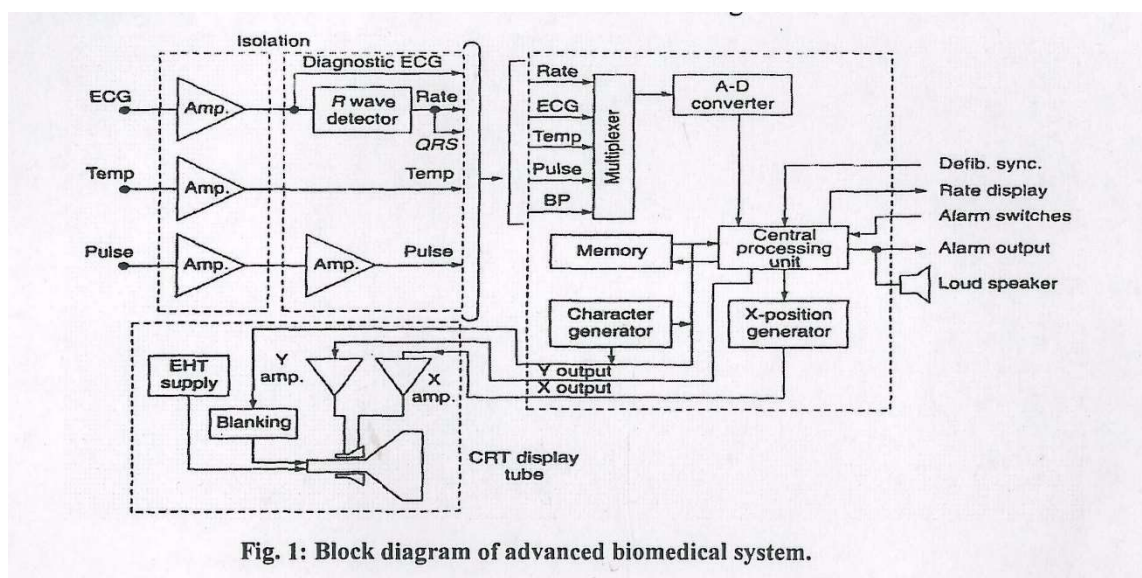 Isolation
Diagnostic ECG
ECG
Amp.
R wave detector
Rate
QRS
Temp
Amp.
Temp
Pulse
Amp.
Amp.
Pulse
Rate
ECG
Temp
Pulse
BP
Multiplexer
A-D
converter
Memory
Central
processing
unit
Character
generator
X-position
generator
Y output
X output
Defib. sync.
Rate display
Alarm switches
Alarm output
Loud speaker
EHT
supply
Y
amp.
X
amp.
Blanking
CRT display
tube
Fig. 1: Block diagram of advanced biomedical system.